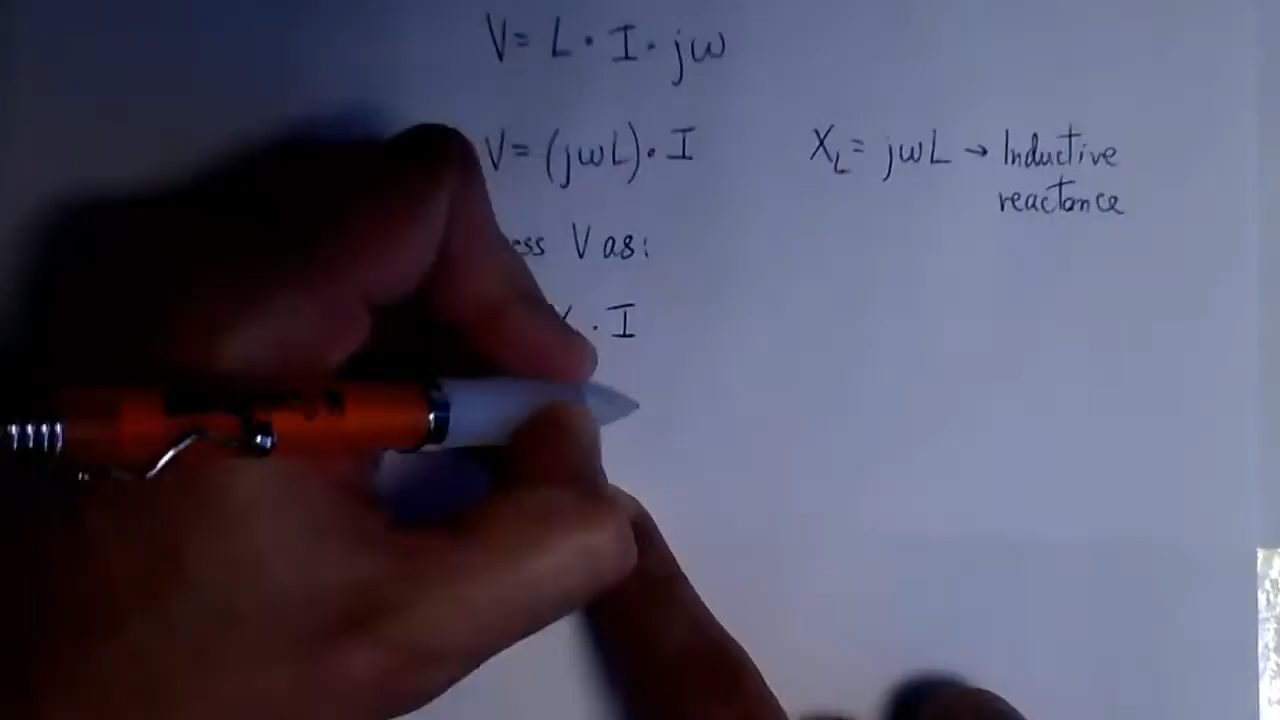 V= L · I · jω
V= (jωL) · I
X_L = jωL → Inductive
reactance
V as:
· I